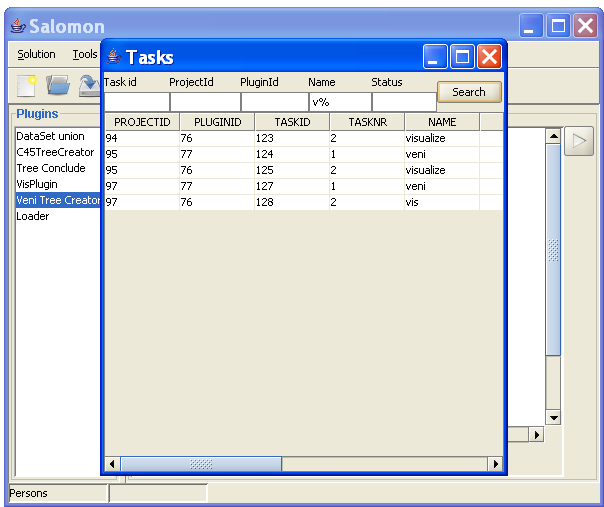 Salomon
Solution Tools
Tasks
Task id ProjectId PluginId Name Status
v% Search
PROJECTID PLUGINID TASKID TASKNR NAME
94 76 123 2 visualize
95 77 124 1 veni
95 76 125 2 visualize
97 77 127 1 veni
97 76 128 2 vis
Plugins
DataSet union
C45TreeCreator
Tree Conclude
VisPlugin
Veni Tree Creator
Loader
Persons